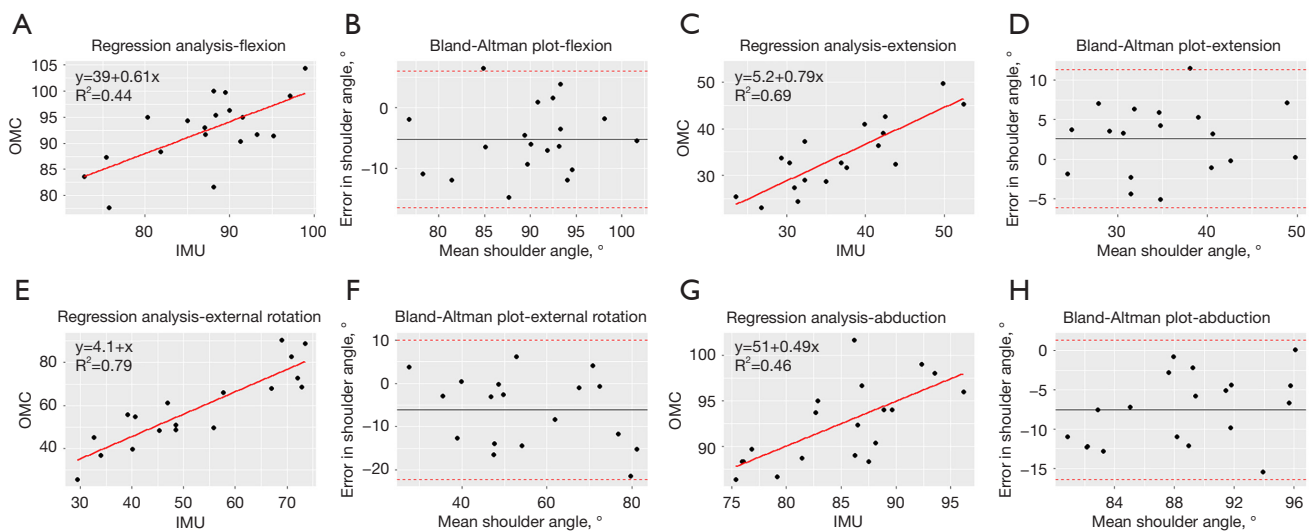 A
Regression analysis-flexion
y=39+0.61x
R²=0.44
OMC
105
100
95
90
85
80
80 90 100
IMU
B
Bland-Altman plot-flexion
Error in shoulder angle, °
0
−10
80 85 90 95 100
Mean shoulder angle, °
C
Regression analysis-extension
y=5.2+0.79x
R²=0.69
OMC
50
40
30
30 40 50
IMU
D
Bland-Altman plot-extension
Error in shoulder angle, °
10
5
0
−5
30 40 50
Mean shoulder angle, °
E
Regression analysis-external rotation
y=4.1+x
R²=0.79
OMC
80
60
40
30 40 50 60 70
IMU
F
Bland-Altman plot-external rotation
Error in shoulder angle, °
10
0
−10
−20
40 60 80
Mean shoulder angle, °
G
Regression analysis-abduction
y=51+0.49x
R²=0.46
OMC
100
95
90
75 80 85 90 95
IMU
H
Bland-Altman plot-abduction
Error in shoulder angle, °
0
−5
−10
−15
84 88 92 96
Mean shoulder angle, °